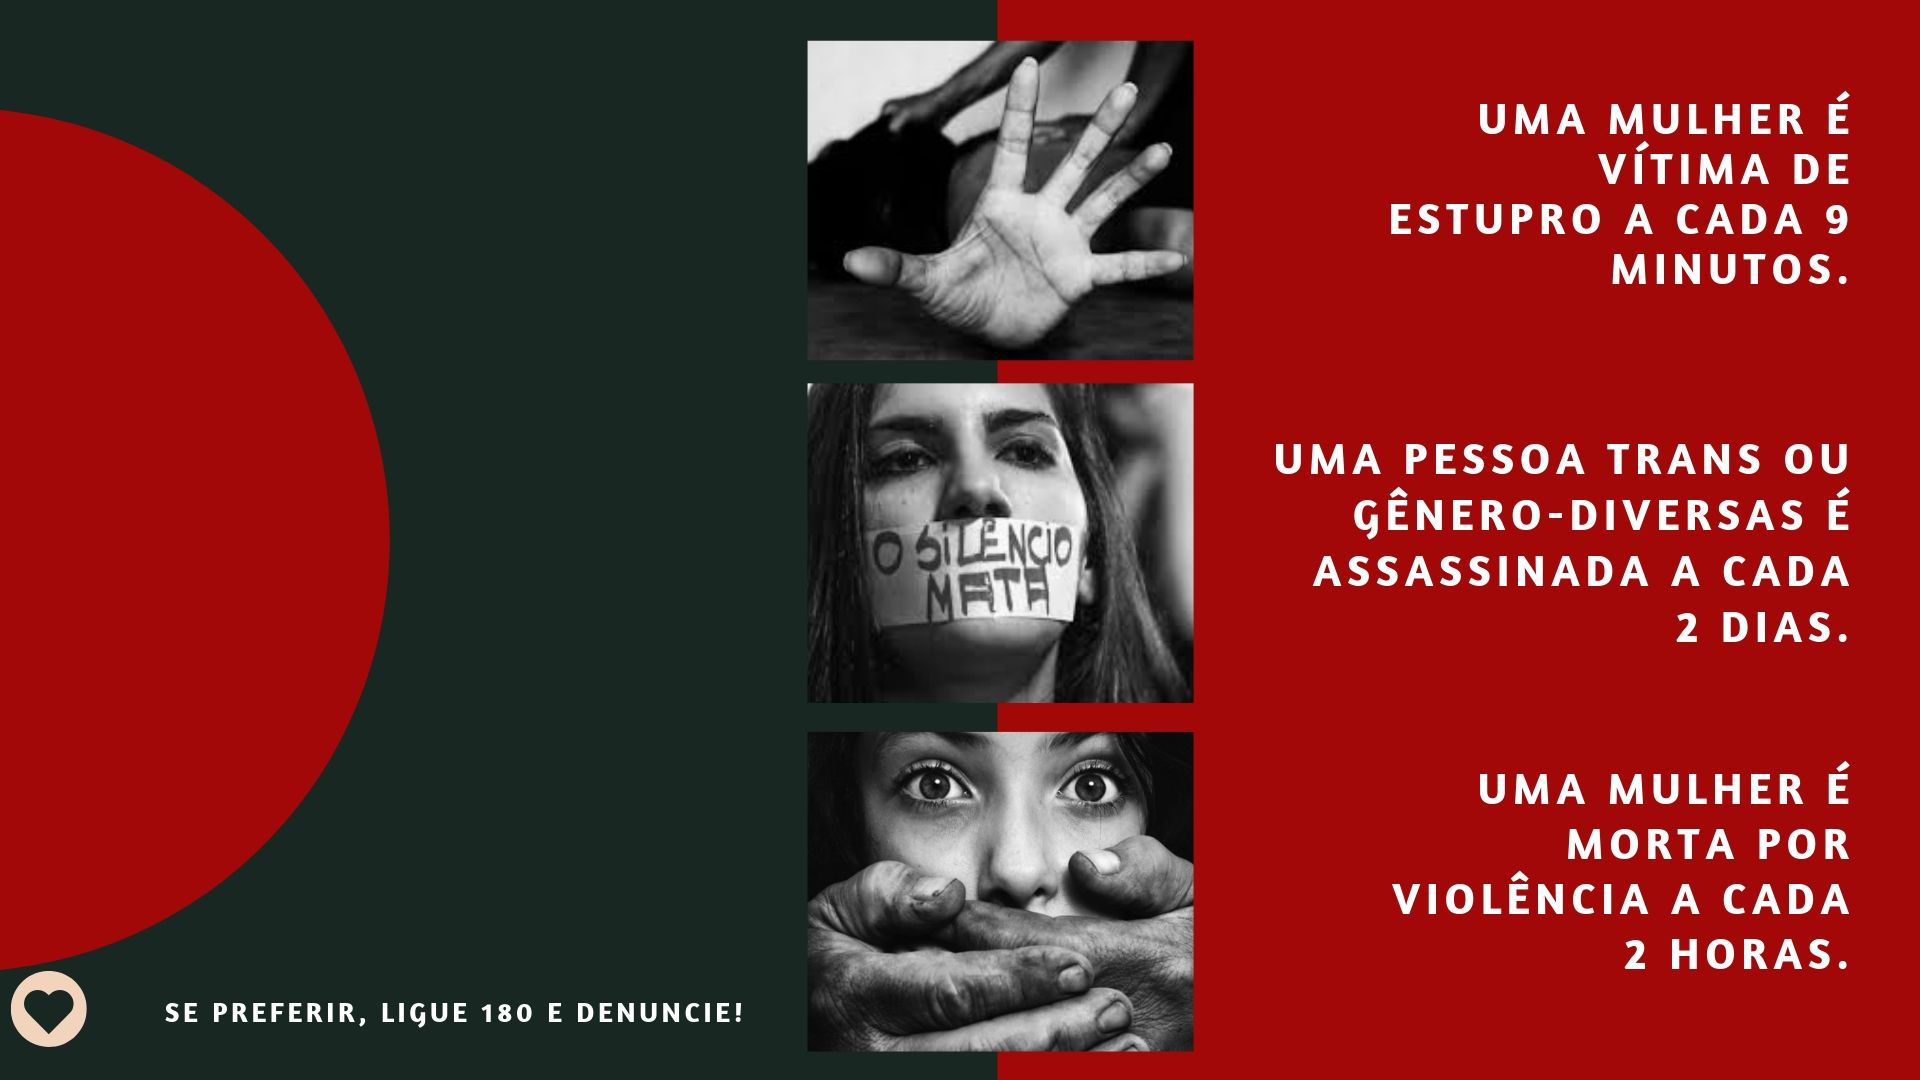 UMA MULHER É
VÍTIMA DE
ESTUPRO A CADA 9
MINUTOS.
O SILÊNCIO
MATA
UMA PESSOA TRANS OU
GÊNERO-DIVERSAS É
ASSASSINADA A CADA
2 DIAS.
UMA MULHER É
MORTA POR
VIOLÊNCIA A CADA
2 HORAS.
SE PREFERIR, LIGUE 180 E DENUNCIE!